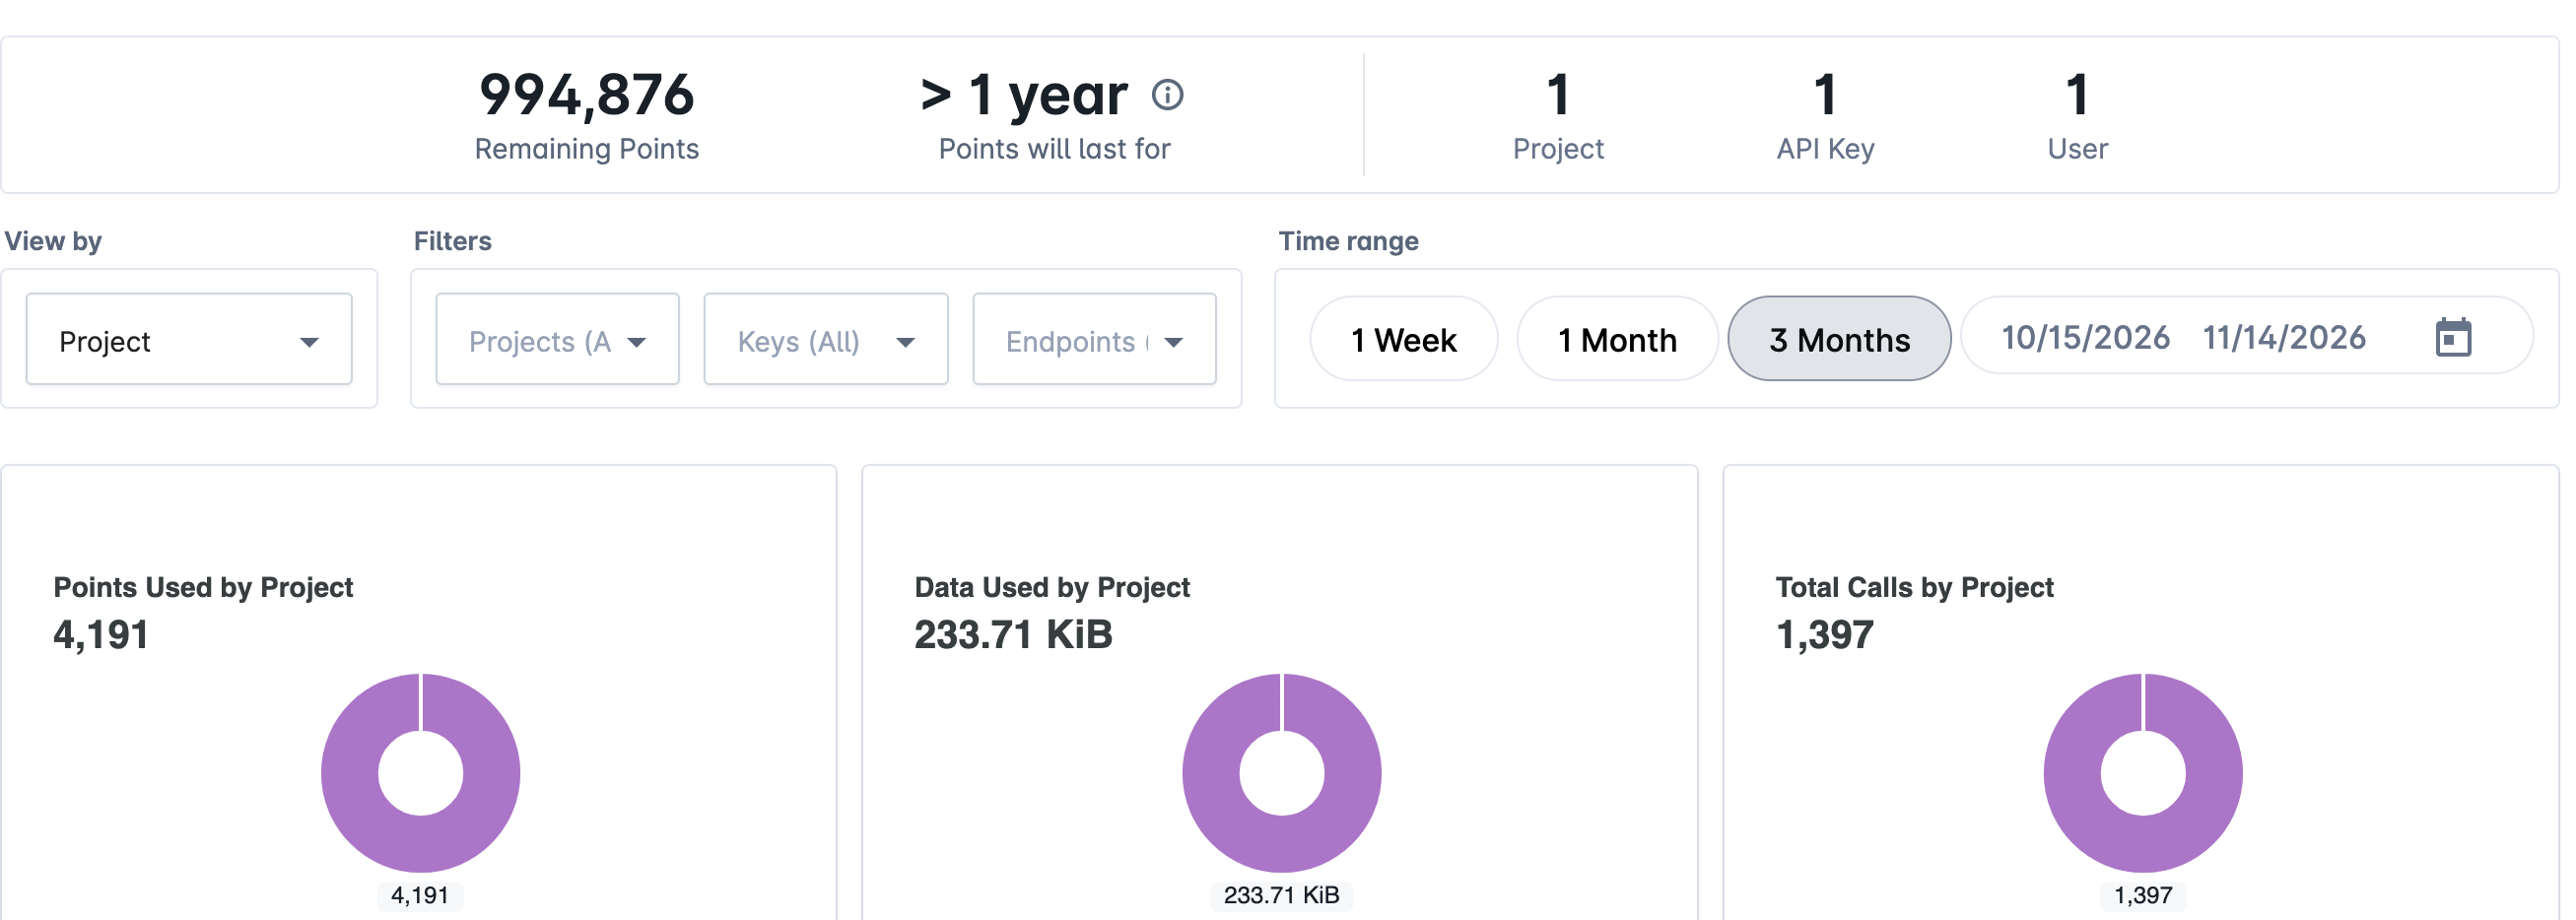 994,876
Remaining Points
> 1 year
Points will last for
1
Project
1
API Key
1
User
View by
Project
Filters
Projects (A
Keys (All)
Endpoints (
Time range
1 Week
1 Month
3 Months
10/15/2026 11/14/2026
Points Used by Project
4,191
4,191
Data Used by Project
233.71 KiB
233.71 KiB
Total Calls by Project
1,397
1,397